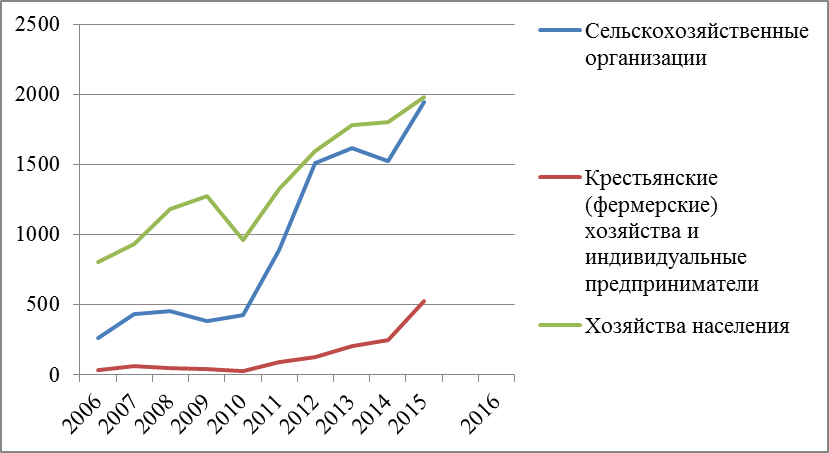 2500
2000
1500
1000
500
0
2006
2007
2008
2009
2010
2011
2012
2013
2014
2015
2016
Сельскохозяйственные
организации
Крестьянские
(фермерские)
хозяйства и
индивидуальные
предприниматели
Хозяйства населения